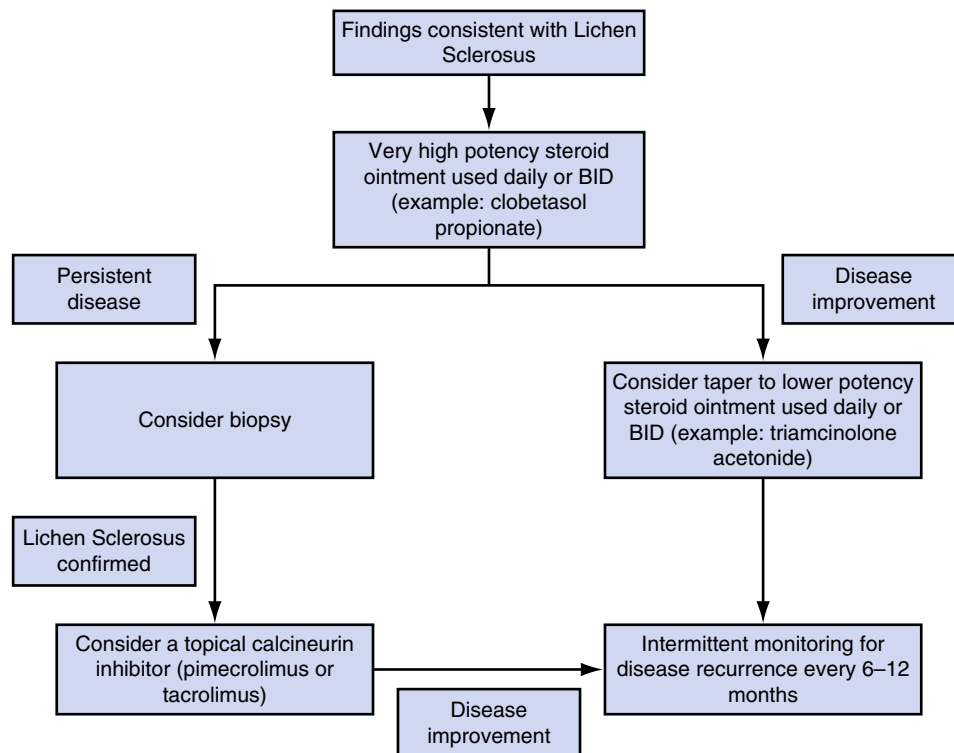 Findings consistent with Lichen
Sclerosus
Very high potency steroid
ointment used daily or BID
(example: clobetasol
propionate)
Persistent
disease
Disease
improvement
Consider biopsy
Consider taper to lower potency
steroid ointment used daily or
BID (example: triamcinolone
acetonide)
Lichen Sclerosus
confirmed
Consider a topical calcineurin
inhibitor (pimecrolimus or
tacrolimus)
Intermittent monitoring for
disease recurrence every 6–12
months
Disease
improvement